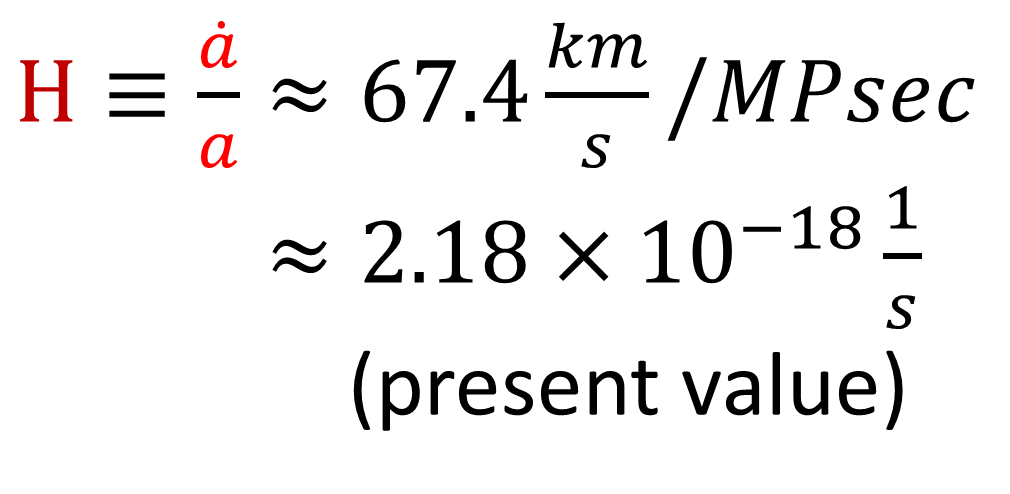 H ≡ ȧ/a ≈ 67.4 km/s /MPsec
≈ 2.18 × 10⁻¹⁸ 1/s
(present value)